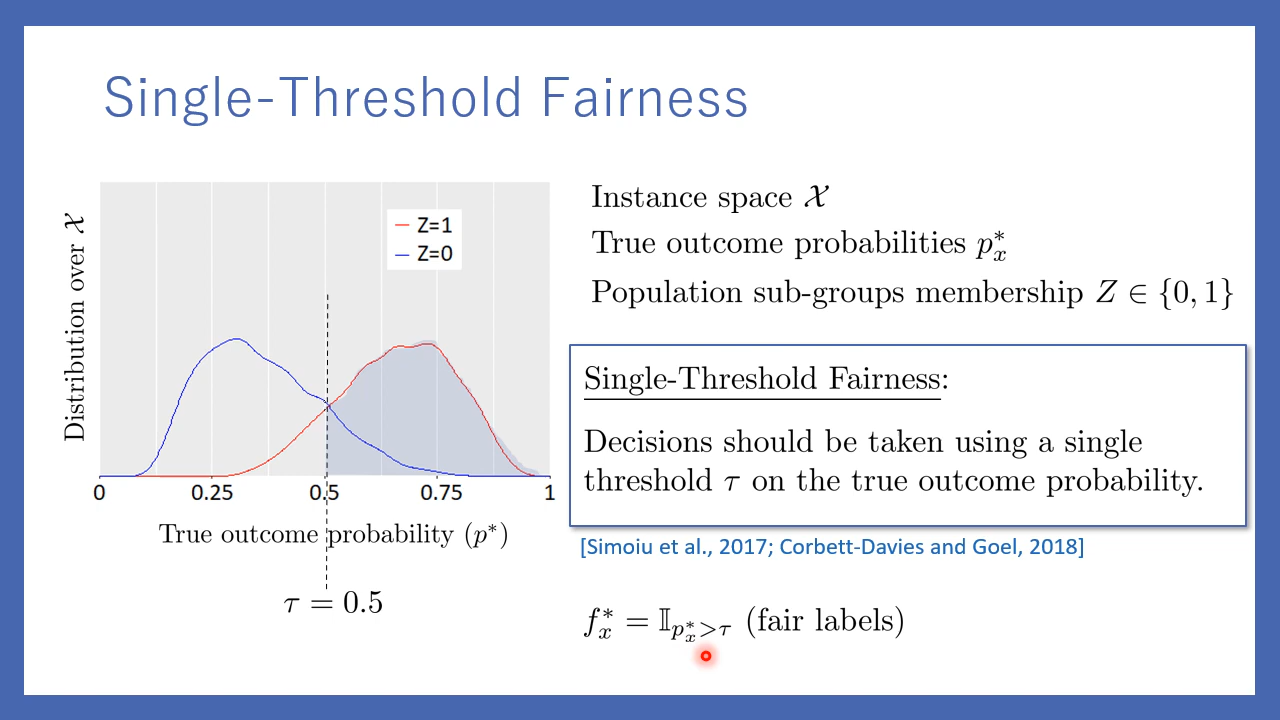 Single-Threshold Fairness
Distribution over 𝒳
Z=1
Z=0
0 0.25 0.5 0.75 1
True outcome probability (p*)
τ = 0.5
Instance space 𝒳
True outcome probabilities p*ₓ
Population sub-groups membership Z ∈ {0, 1}
Single-Threshold Fairness:
Decisions should be taken using a single
threshold τ on the true outcome probability.
[Simoiu et al., 2017; Corbett-Davies and Goel, 2018]
f*ₓ = 𝕀_{p*ₓ>τ} (fair labels)